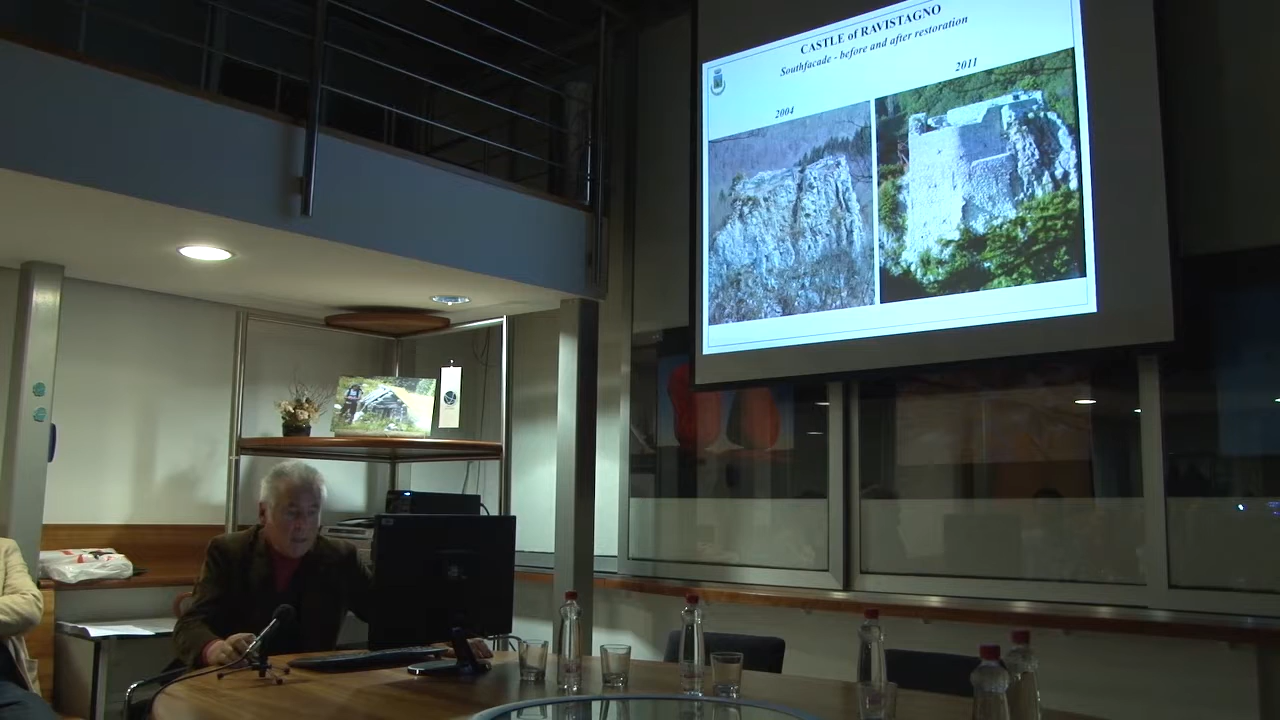 CASTLE of RAVISTAGNO
Southfacade - before and after restoration
2004
2011